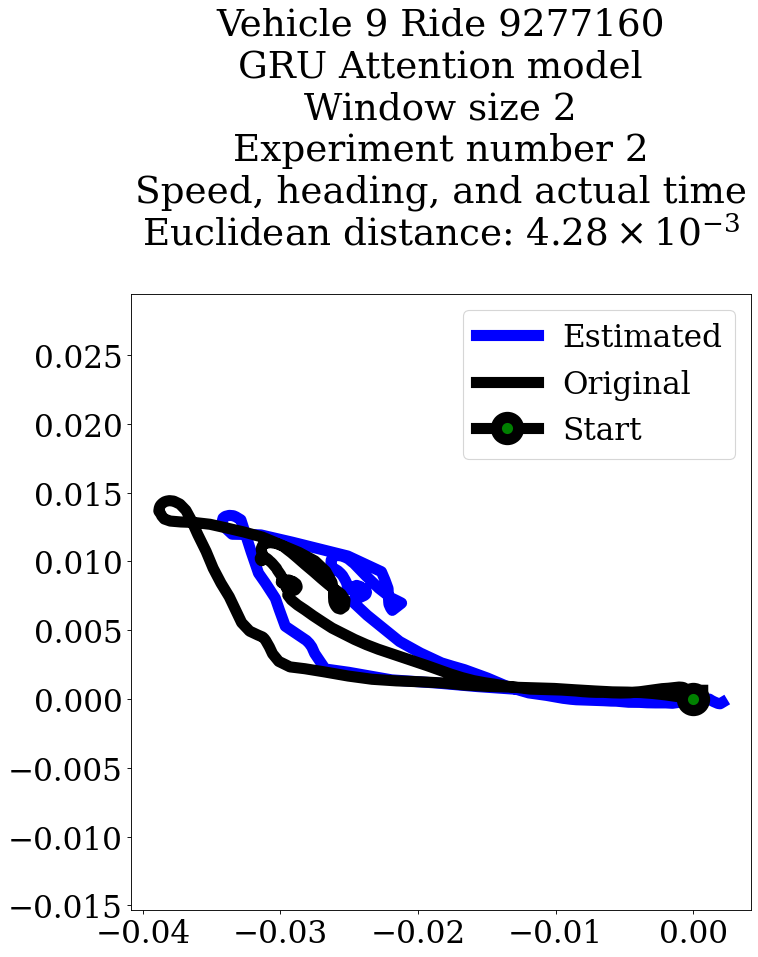 Vehicle 9 Ride 9277160
GRU Attention model
Window size 2
Experiment number 2
Speed, heading, and actual time
Euclidean distance: 4.28 × 10⁻³
Estimated
Original
Start
0.025
0.020
0.015
0.010
0.005
0.000
−0.005
−0.010
−0.015
−0.04 −0.03 −0.02 −0.01 0.00